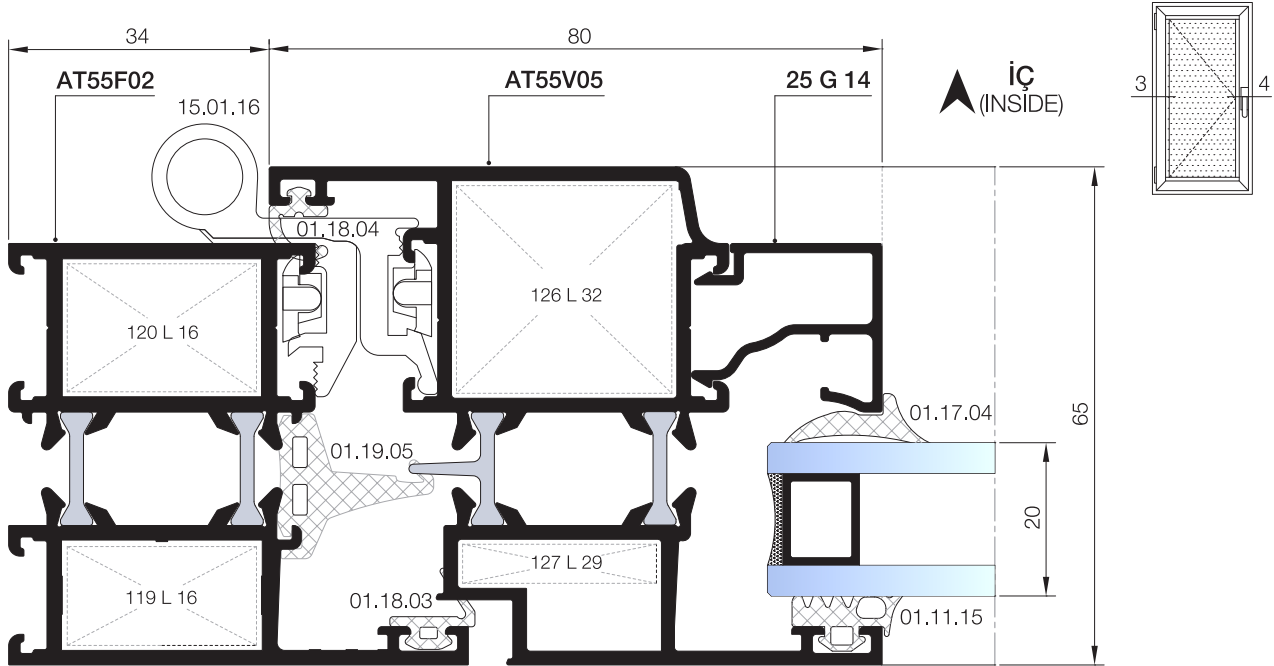 34
80
AT55F02
AT55V05
25 G 14
İÇ
(INSIDE)
3
4
15.01.16
01.18.04
126 L 32
120 L 16
01.17.04
65
01.19.05
20
127 L 29
119 L 16
01.18.03
01.11.15